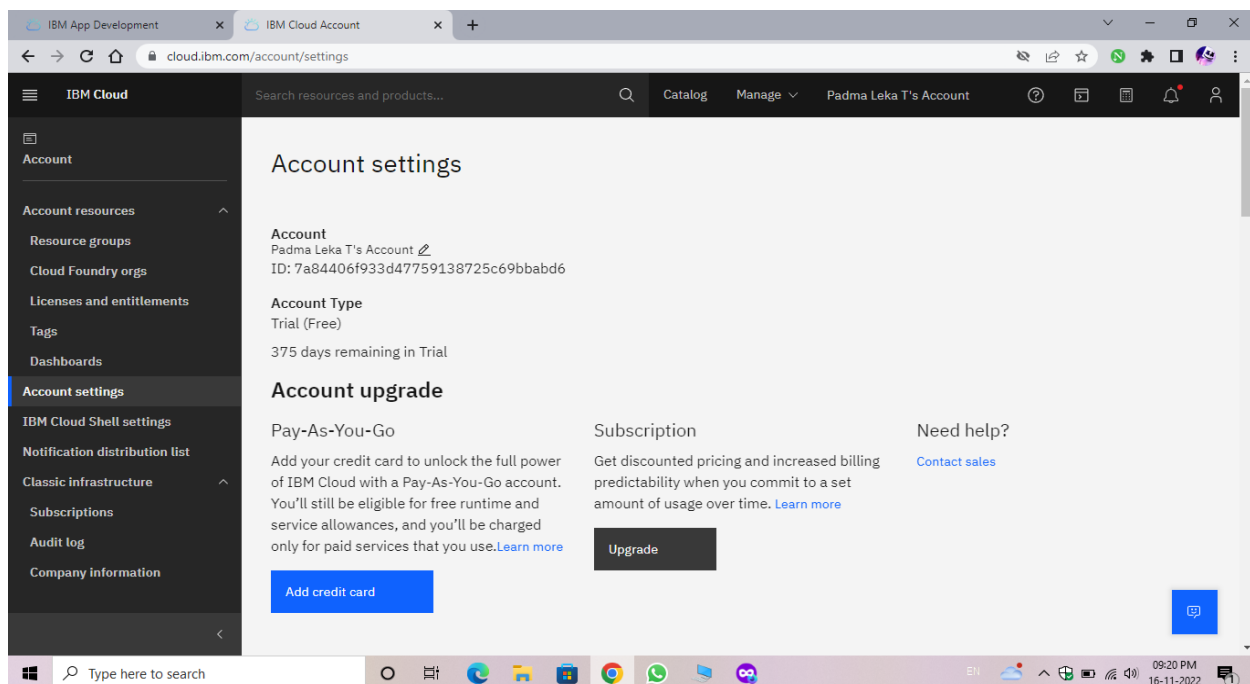 IBM App Development
IBM Cloud Account
cloud.ibm.com/account/settings
IBM Cloud
Search resources and products...
Catalog
Manage
Padma Leka T's Account
Account
Account resources
Resource groups
Cloud Foundry orgs
Licenses and entitlements
Tags
Dashboards
Account settings
IBM Cloud Shell settings
Notification distribution list
Classic infrastructure
Subscriptions
Audit log
Company information
Account settings
Account
Padma Leka T's Account
ID: 7a84406f933d47759138725c69bbabd6
Account Type
Trial (Free)
375 days remaining in Trial
Account upgrade
Pay-As-You-Go
Add your credit card to unlock the full power
of IBM Cloud with a Pay-As-You-Go account.
You'll still be eligible for free runtime and
service allowances, and you'll be charged
only for paid services that you use.Learn more
Add credit card
Subscription
Get discounted pricing and increased billing
predictability when you commit to a set
amount of usage over time. Learn more
Upgrade
Need help?
Contact sales
Type here to search
EN
09:20 PM
16-11-2022
1